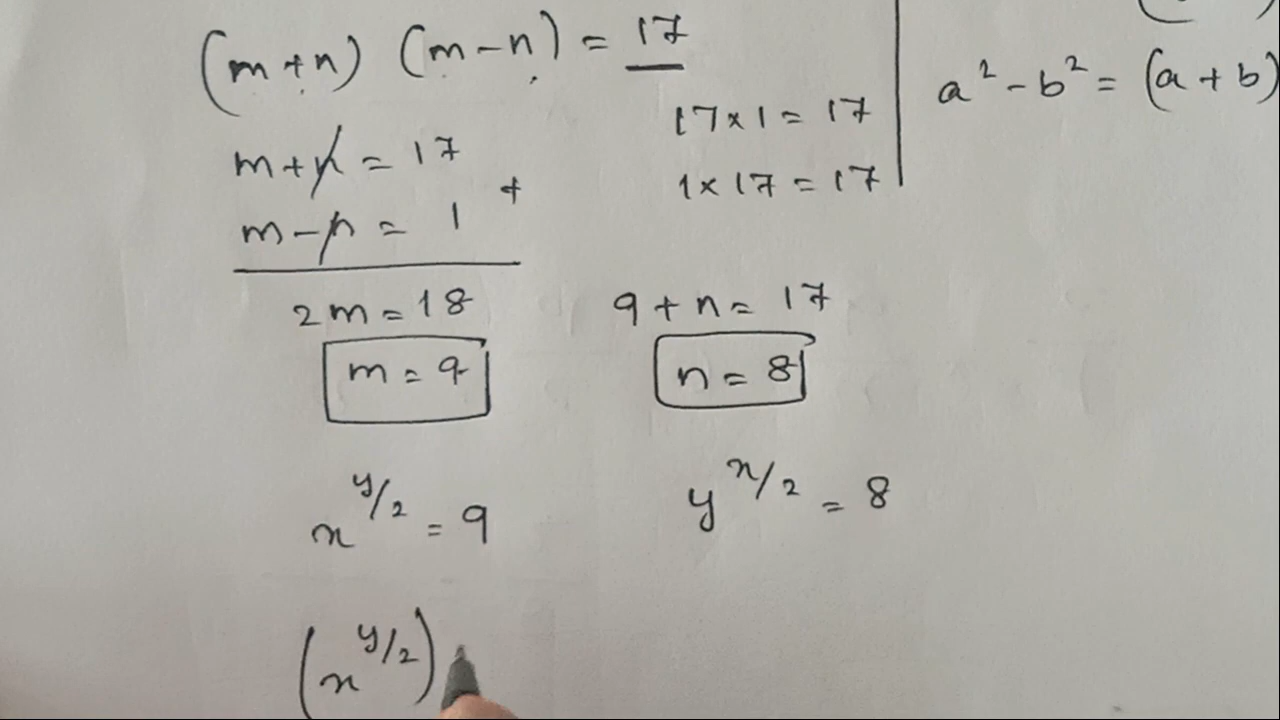 (m+n) (m-n) = 17
a² - b² = (a + b)
17 x 1 = 17
1 x 17 = 17
m + n = 17
m - n = 1 +
2m = 18
m = 9
9 + n = 17
n = 8
x^y/2 = 9
y^x/2 = 8
(x^y/2)